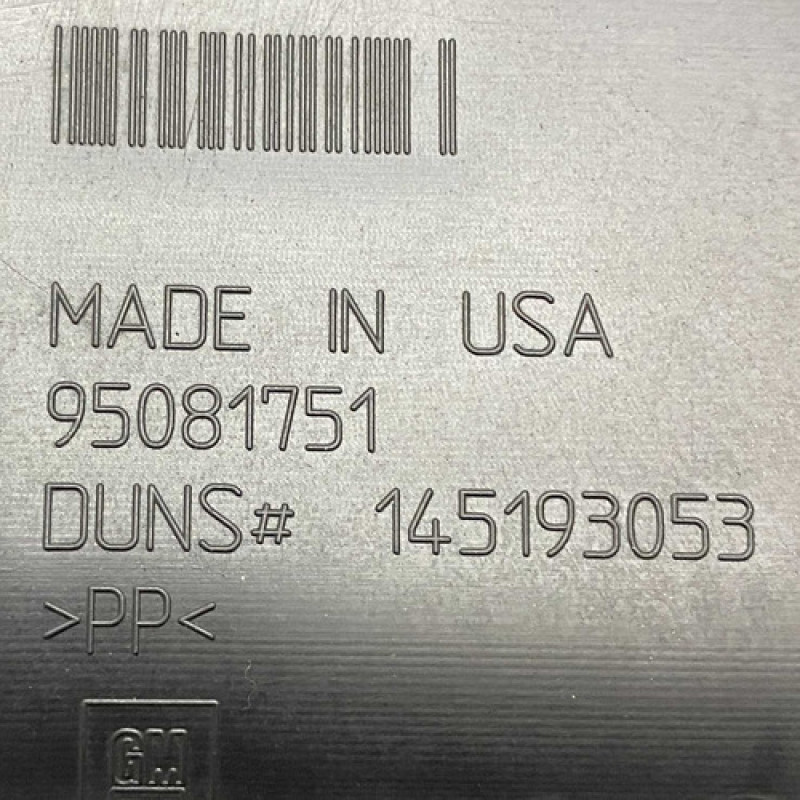 MADE IN USA
95081751
DUNS# 145193053
>PP<
GM